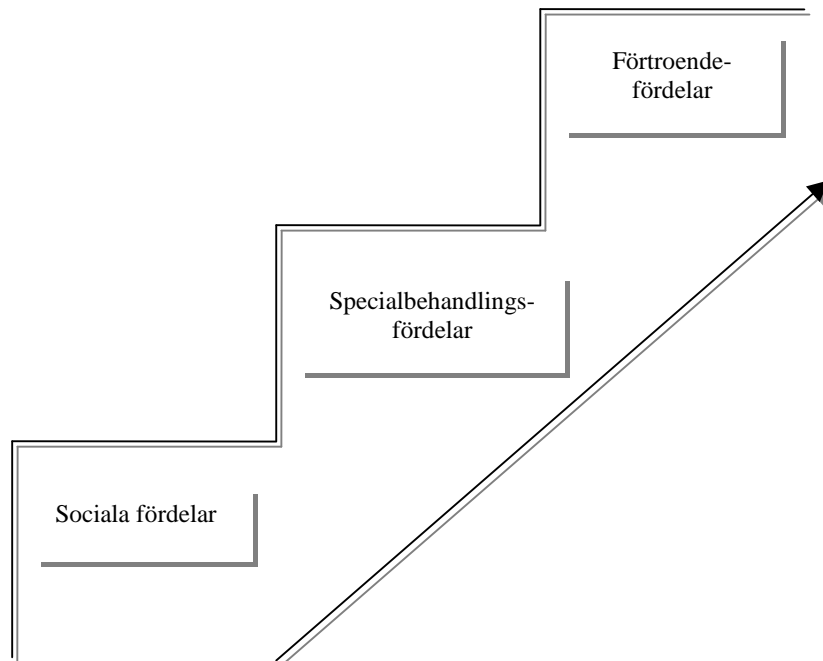 Förtroende-
fördelar
Specialbehandlings-
fördelar
Sociala fördelar